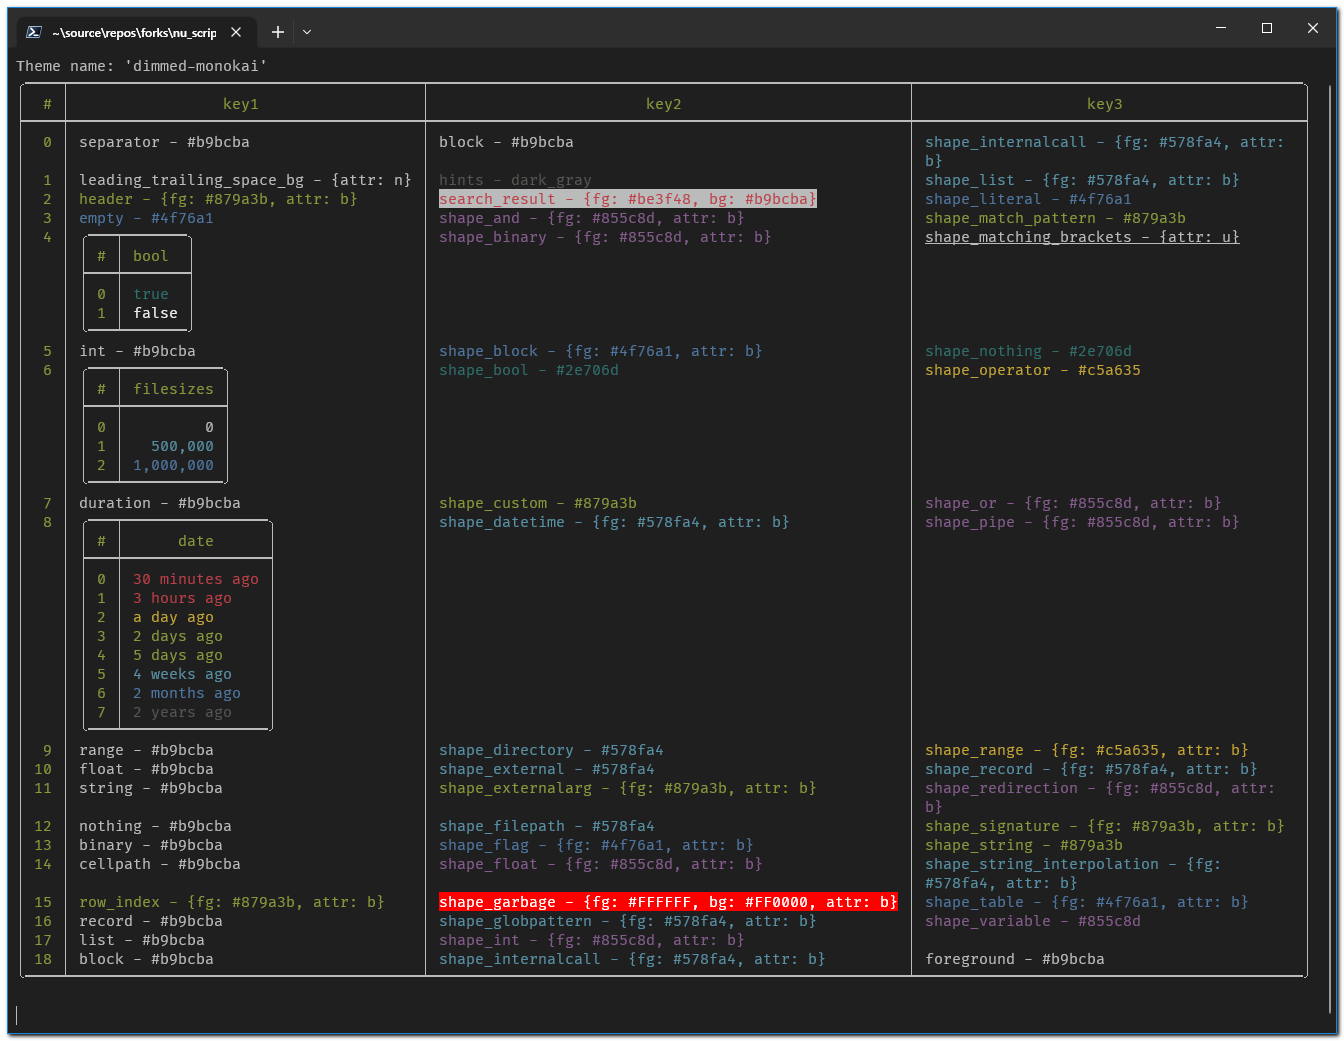 ~\source\repos\forks\nu_scrip
Theme name: 'dimmed-monokai'
# key1 key2 key3
0 separator - #b9bcba block - #b9bcba shape_internalcall - {fg: #578fa4, attr:
b}
1 leading_trailing_space_bg - {attr: n} hints - dark_gray shape_list - {fg: #578fa4, attr: b}
2 header - {fg: #879a3b, attr: b} search_result - {fg: #be3f48, bg: #b9bcba} shape_literal - #4f76a1
3 empty - #4f76a1 shape_and - {fg: #855c8d, attr: b} shape_match_pattern - #879a3b
4 shape_binary - {fg: #855c8d, attr: b} shape_matching_brackets - {attr: u}
# bool
0 true
1 false
5 int - #b9bcba shape_block - {fg: #4f76a1, attr: b} shape_nothing - #2e706d
6 shape_bool - #2e706d shape_operator - #c5a635
# filesizes
0 0
1 500,000
2 1,000,000
7 duration - #b9bcba shape_custom - #879a3b shape_or - {fg: #855c8d, attr: b}
8 shape_datetime - {fg: #578fa4, attr: b} shape_pipe - {fg: #855c8d, attr: b}
# date
0 30 minutes ago
1 3 hours ago
2 a day ago
3 2 days ago
4 5 days ago
5 4 weeks ago
6 2 months ago
7 2 years ago
9 range - #b9bcba shape_directory - #578fa4 shape_range - {fg: #c5a635, attr: b}
10 float - #b9bcba shape_external - #578fa4 shape_record - {fg: #578fa4, attr: b}
11 string - #b9bcba shape_externalarg - {fg: #879a3b, attr: b} shape_redirection - {fg: #855c8d, attr:
b}
12 nothing - #b9bcba shape_filepath - #578fa4 shape_signature - {fg: #879a3b, attr: b}
13 binary - #b9bcba shape_flag - {fg: #4f76a1, attr: b} shape_string - #879a3b
14 cellpath - #b9bcba shape_float - {fg: #855c8d, attr: b} shape_string_interpolation - {fg:
#578fa4, attr: b}
15 row_index - {fg: #879a3b, attr: b} shape_garbage - {fg: #FFFFFF, bg: #FF0000, attr: b} shape_table - {fg: #4f76a1, attr: b}
16 record - #b9bcba shape_globpattern - {fg: #578fa4, attr: b} shape_variable - #855c8d
17 list - #b9bcba shape_int - {fg: #855c8d, attr: b}
18 block - #b9bcba shape_internalcall - {fg: #578fa4, attr: b} foreground - #b9bcba